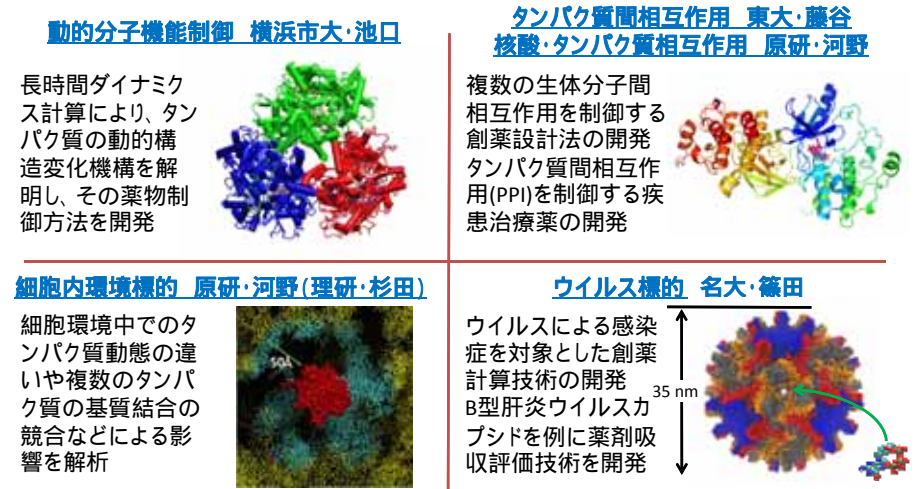 動的分子機能制御 横浜市大・池口
長時間ダイナミク
ス計算により、タン
パク質の動的構
造変化機構を解
明し、その薬物制
御方法を開発
タンパク質間相互作用 東大・藤谷
核酸・タンパク質相互作用 原研・河野
複数の生体分子間
相互作用を制御する
創薬設計法の開発
タンパク質間相互作
用(PPI)を制御する疾
患治療薬の開発
細胞内環境標的 原研・河野(理研・杉田)
細胞環境中でのタ
ンパク質動態の違
いや複数のタンパ
ク質の基質結合の
競合などによる影
響を解析
ウイルス標的 名大・篠田
ウイルスによる感染
症を対象とした創薬
計算技術の開発
B型肝炎ウイルスカ
プシドを例に薬剤吸
収評価技術を開発
35 nm